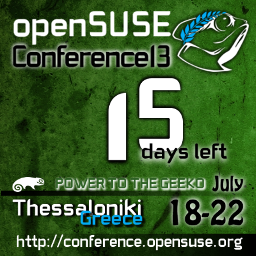 openSUSE
Conference13
15
days left
POWER TO THE GEEKO July
Thessaloniki 18-22
Greece
http://conference.opensuse.org